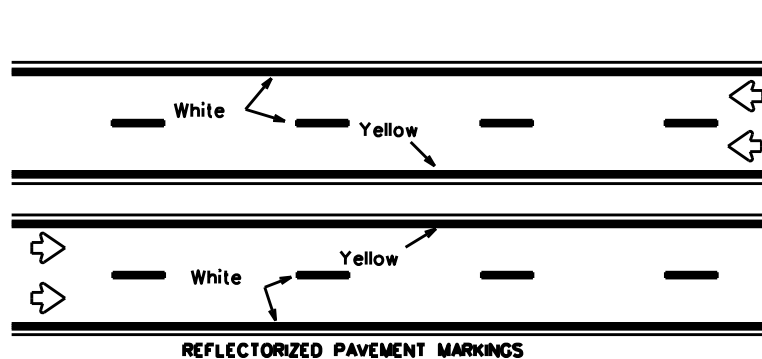 White
Yellow
Yellow
White
REFLECTORIZED PAVEMENT MARKINGS